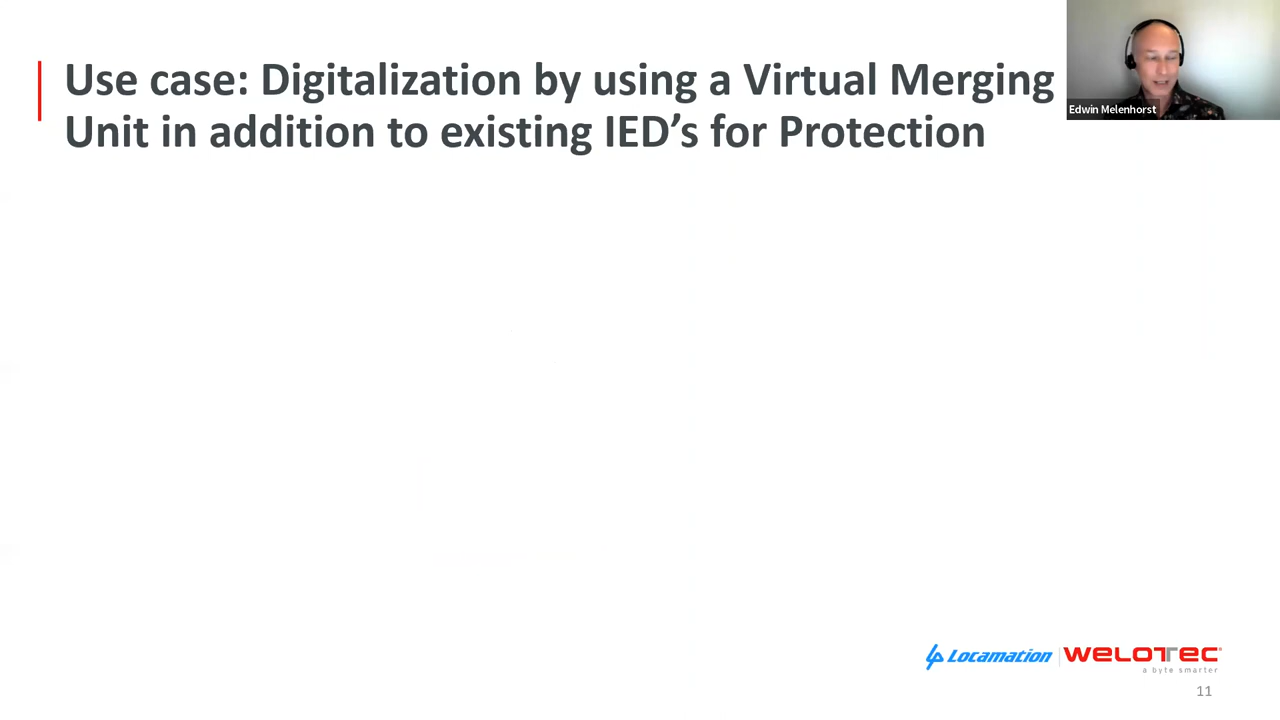 Use case: Digitalization by using a Virtual Merging
Unit in addition to existing IED’s for Protection
Edwin Melenhorst
Locamation
WELOTEC
a byte smarter
11